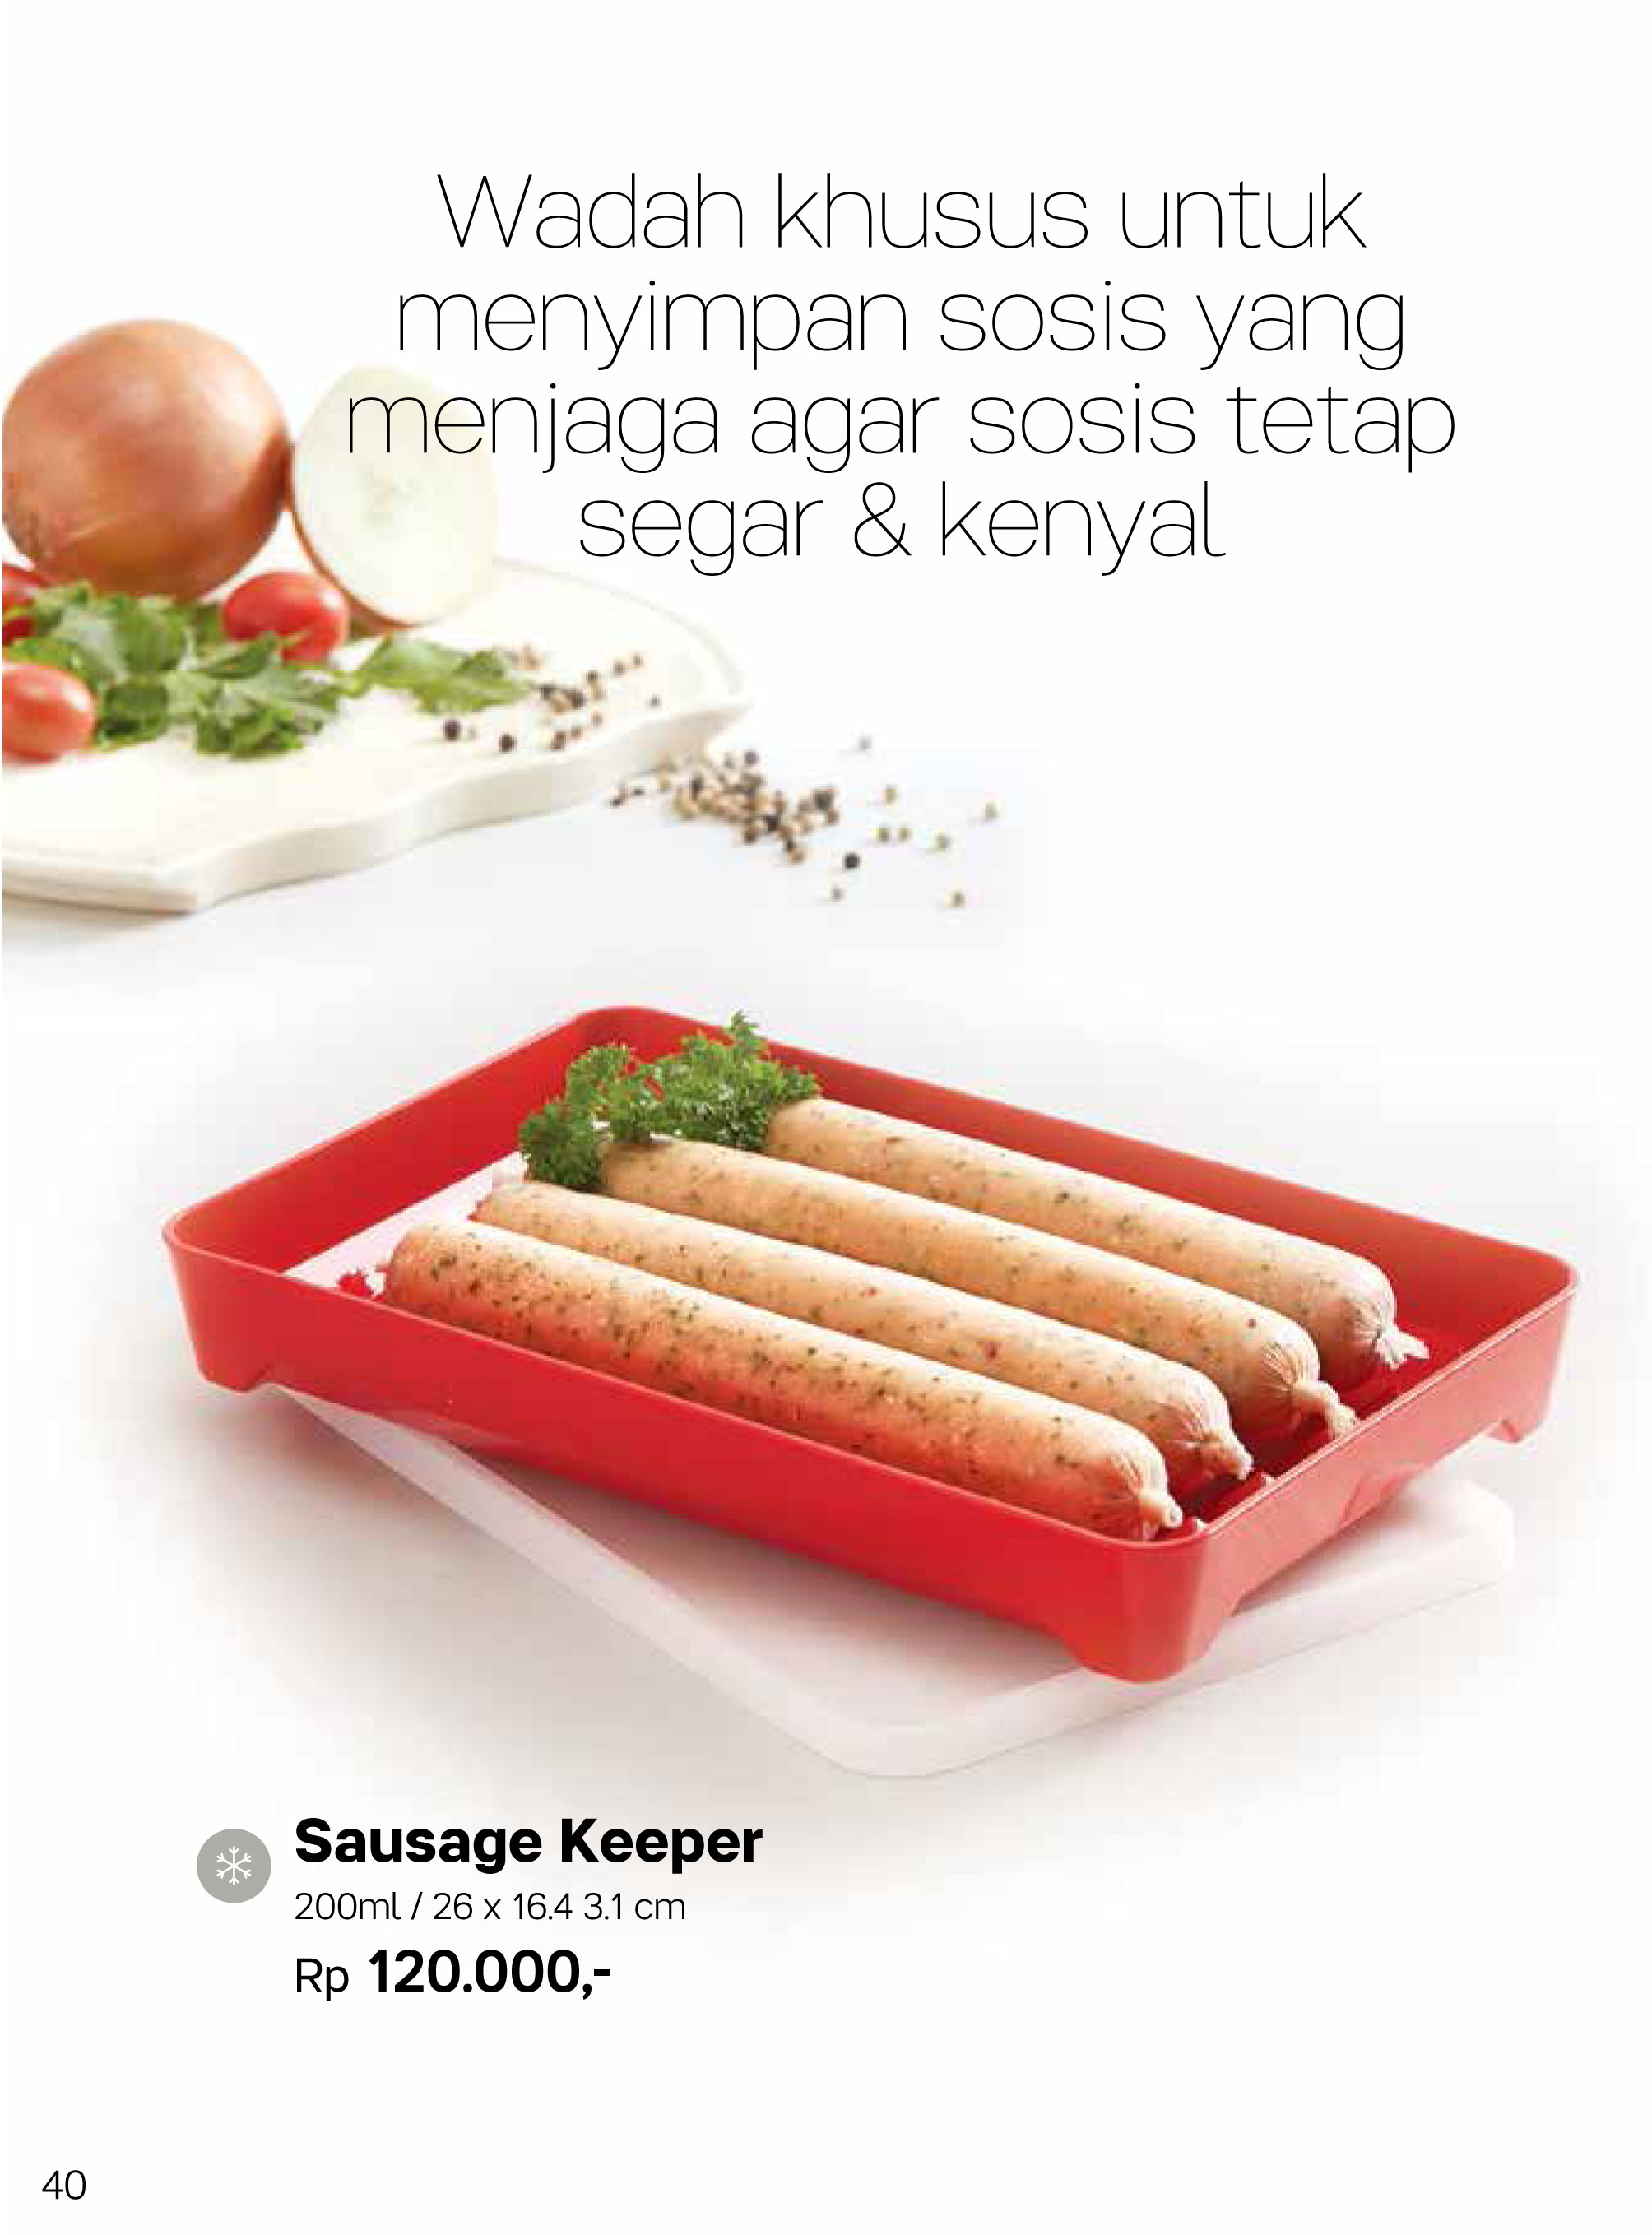 Wadah khusus untuk
menyimpan sosis yang
menjaga agar sosis tetap
segar & kenyal
Sausage Keeper
200ml / 26 x 16.4 3.1 cm
Rp 120.000,-
40